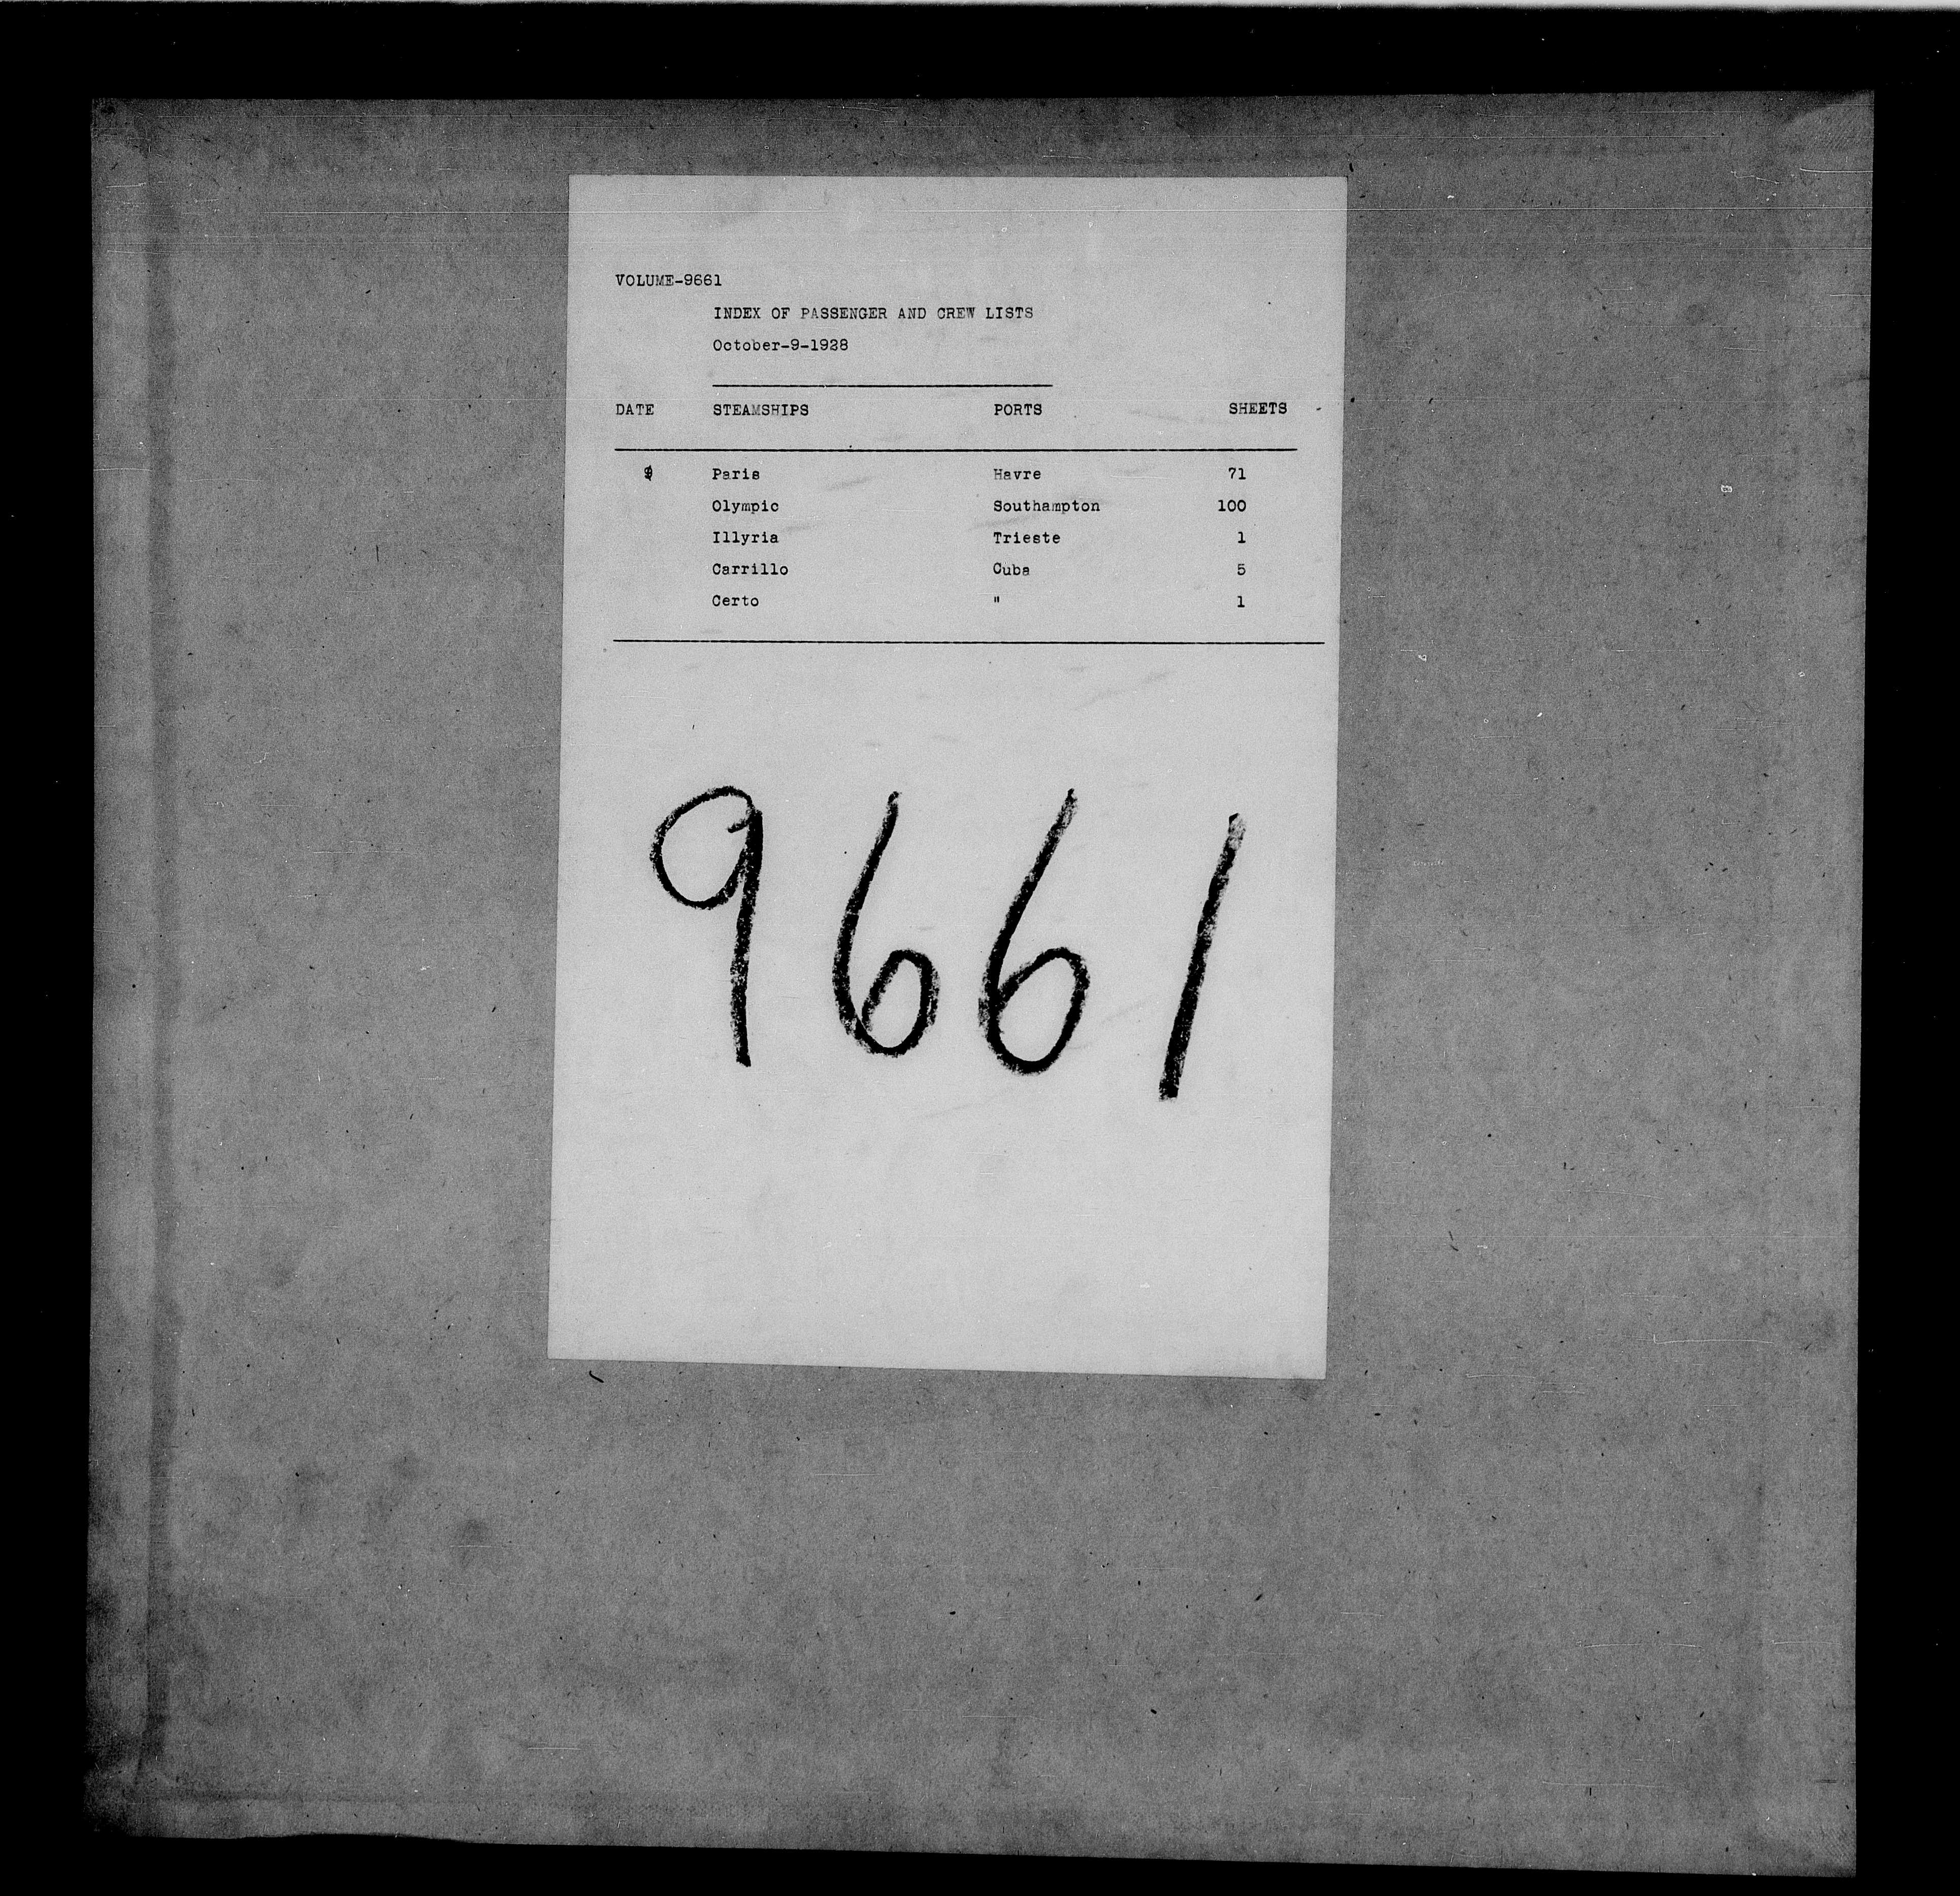 VOLUME-9661
INDEX OF PASSENGER AND CREW LISTS
October-9-1928
DATE STEAMSHIPS PORTS SHEETS
9 Paris Havre 71
Olympic Southampton 100
Illyria Trieste 1
Carrillo Cuba 5
Certo " 1
9661